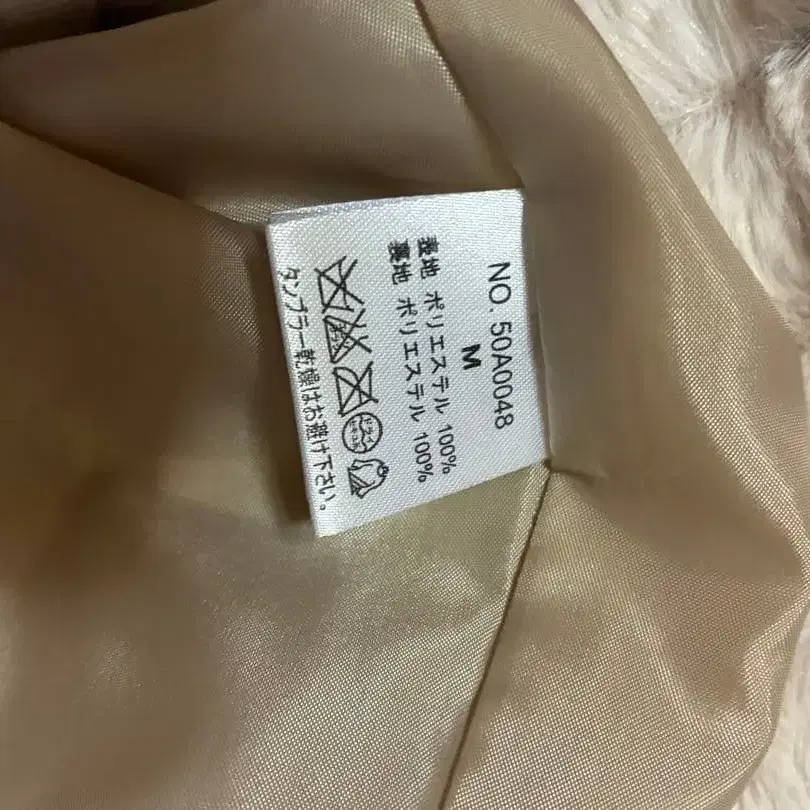 NO. 50A0048
M
表地 ポリエステル 100%
裏地 ポリエステル 100%
タンブラー乾燥はお避け下さい。